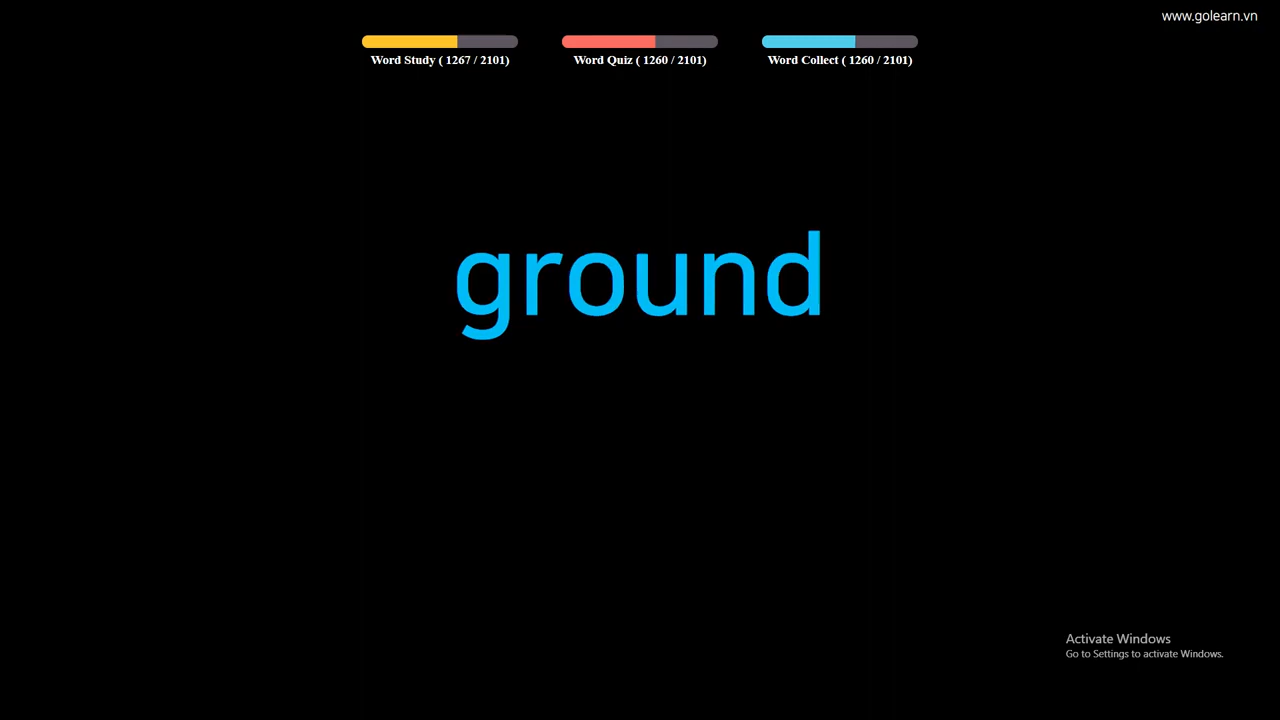 www.golearn.vn
Word Study ( 1267 / 2101)
Word Quiz ( 1260 / 2101)
Word Collect ( 1260 / 2101)
ground
Activate Windows
Go to Settings to activate Windows.